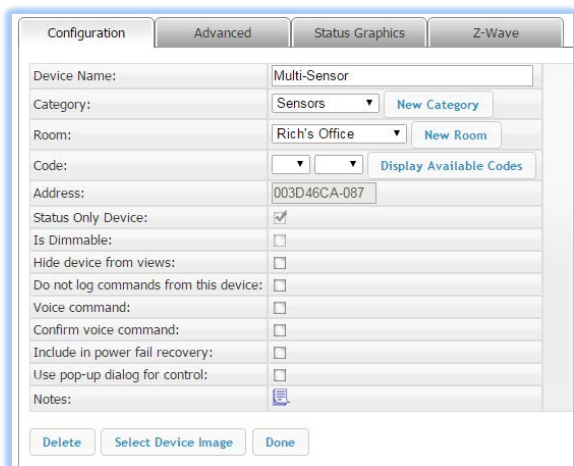 Configuration Advanced Status Graphics Z-Wave
Device Name: Multi-Sensor
Category: Sensors New Category
Room: Rich's Office New Room
Code: Display Available Codes
Address: 003D46CA-087
Status Only Device:
Is Dimmable:
Hide device from views:
Do not log commands from this device:
Voice command:
Confirm voice command:
Include in power fail recovery:
Use pop-up dialog for control:
Notes:
Delete Select Device Image Done